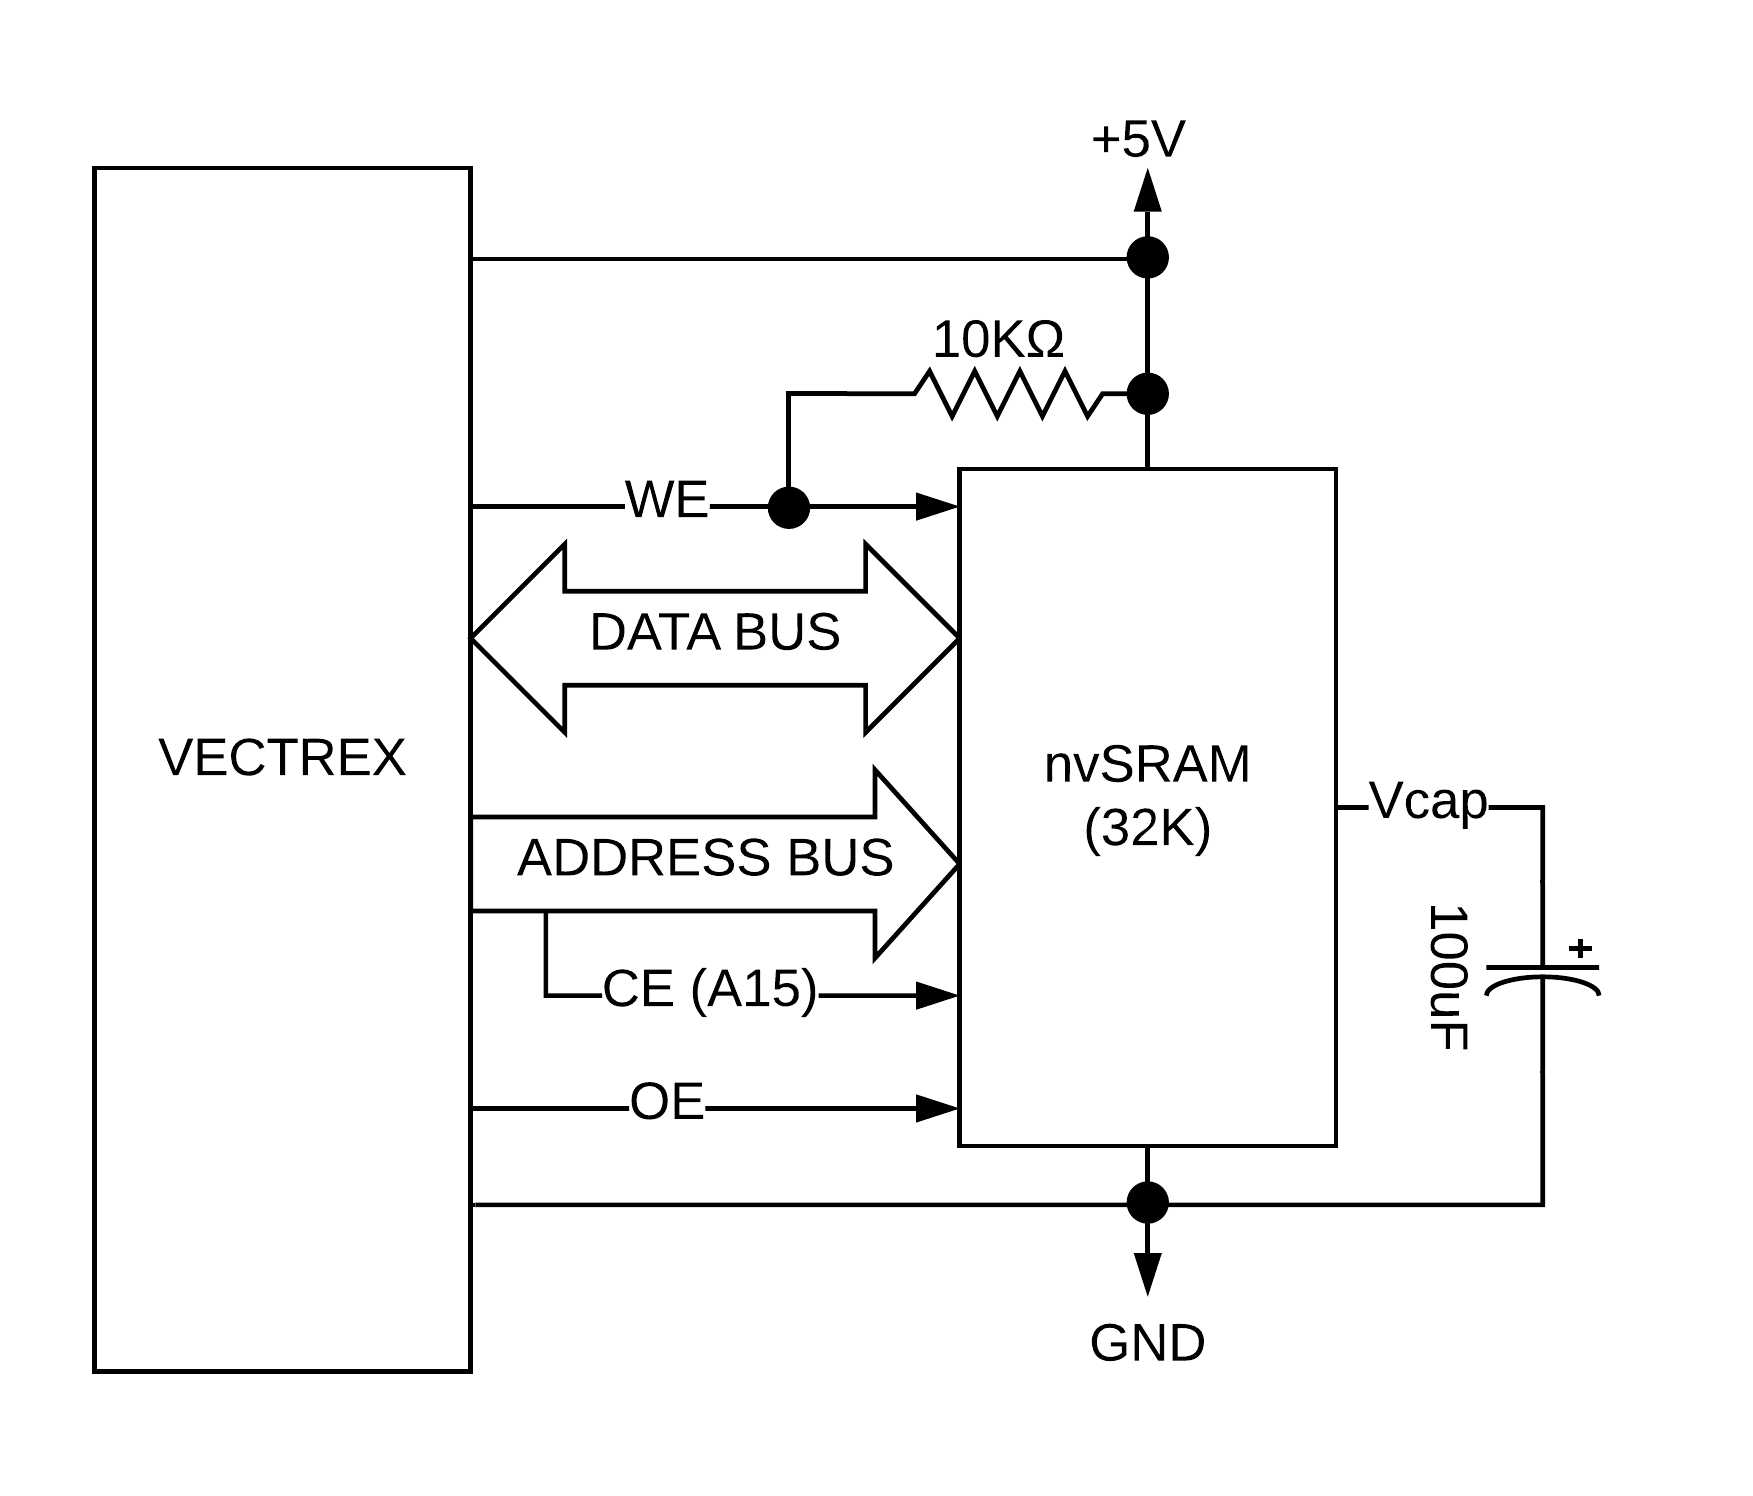 +5V
10KΩ
WE
DATA BUS
VECTREX
nvSRAM
(32K)
Vcap
ADDRESS BUS
100uF
+
CE (A15)
OE
GND